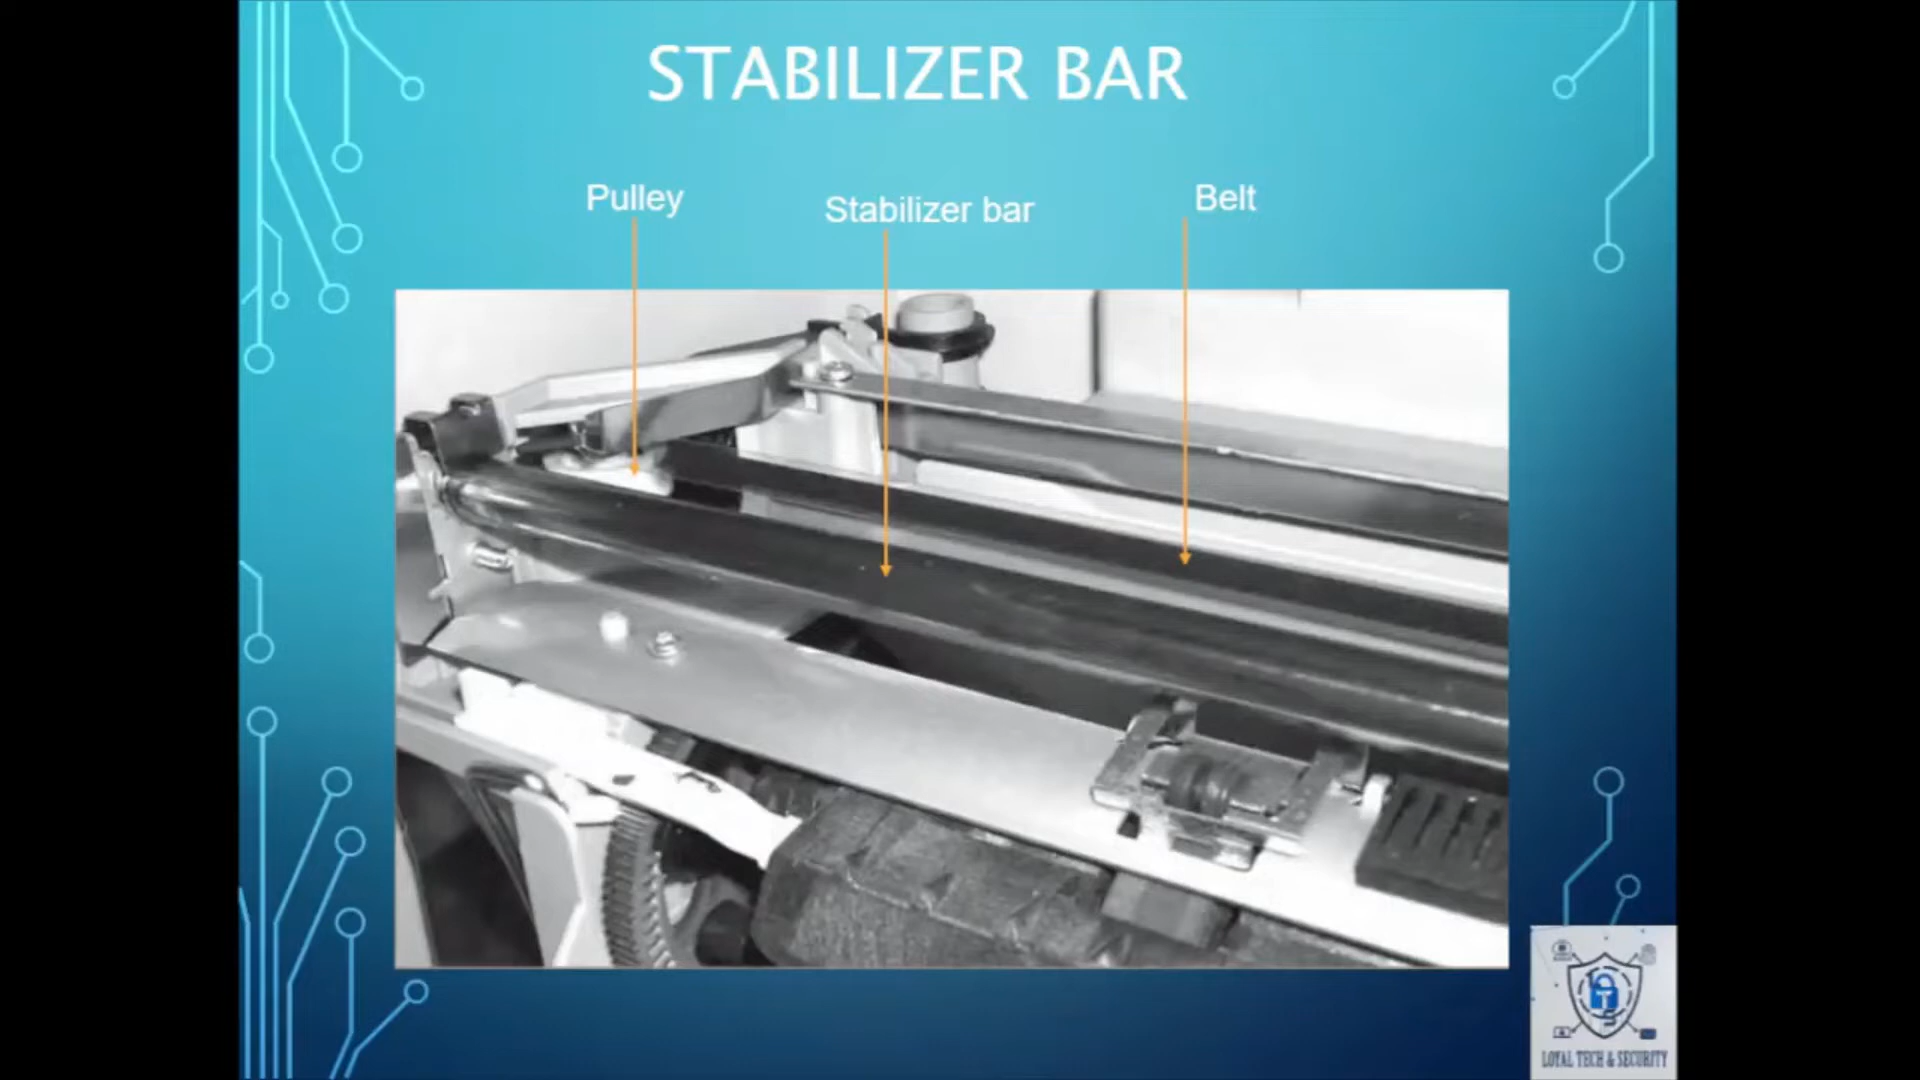 STABILIZER BAR
Pulley
Stabilizer bar
Belt
LOYAL TECH & SECURITY